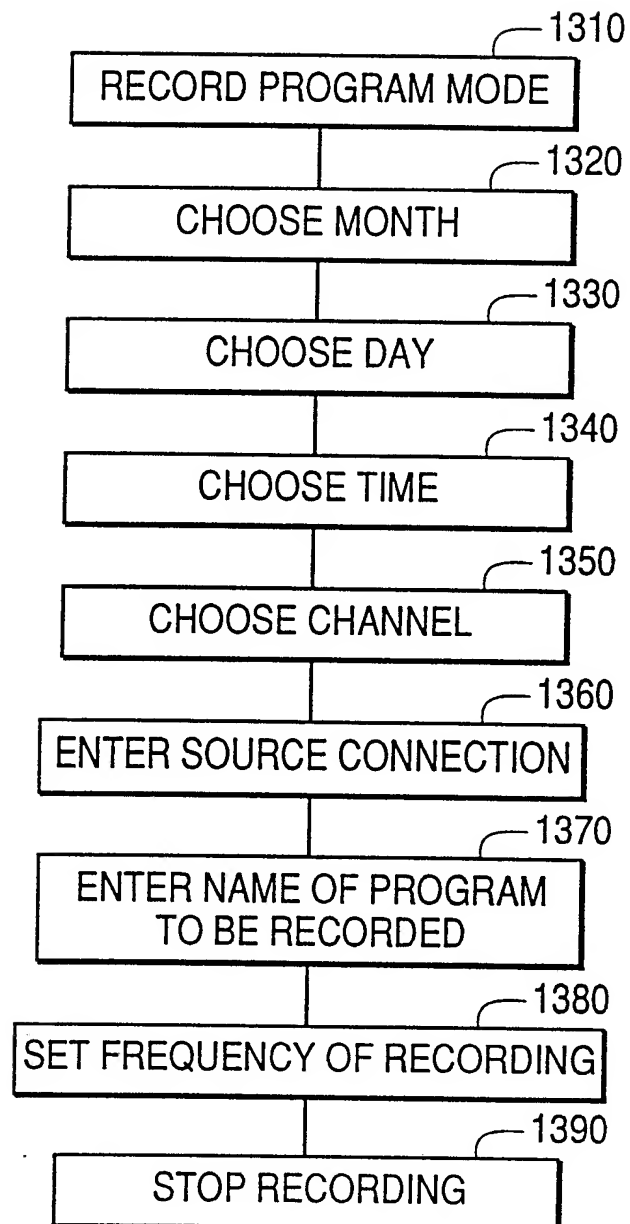 1310
RECORD PROGRAM MODE
1320
CHOOSE MONTH
1330
CHOOSE DAY
1340
CHOOSE TIME
1350
CHOOSE CHANNEL
1360
ENTER SOURCE CONNECTION
1370
ENTER NAME OF PROGRAM
TO BE RECORDED
1380
SET FREQUENCY OF RECORDING
1390
STOP RECORDING